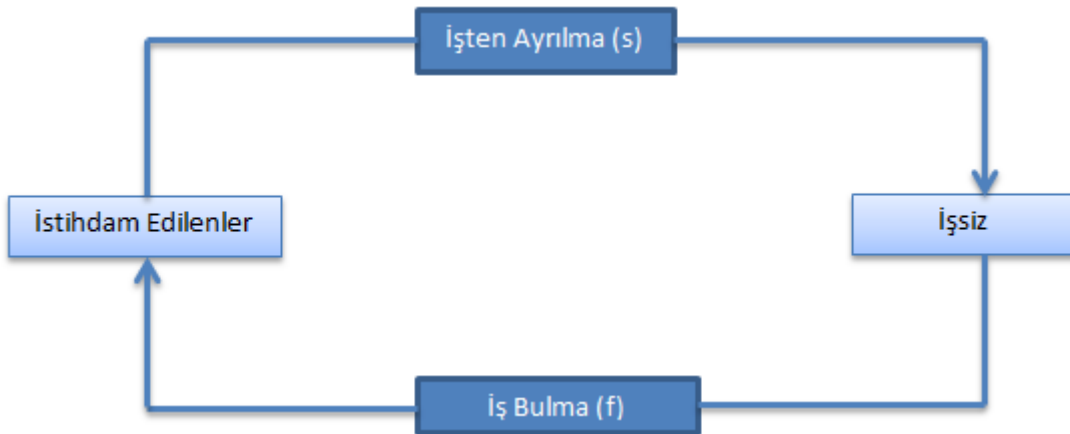 İşten Ayrılma (s)
İstihdam Edilenler
İşsiz
İş Bulma (f)